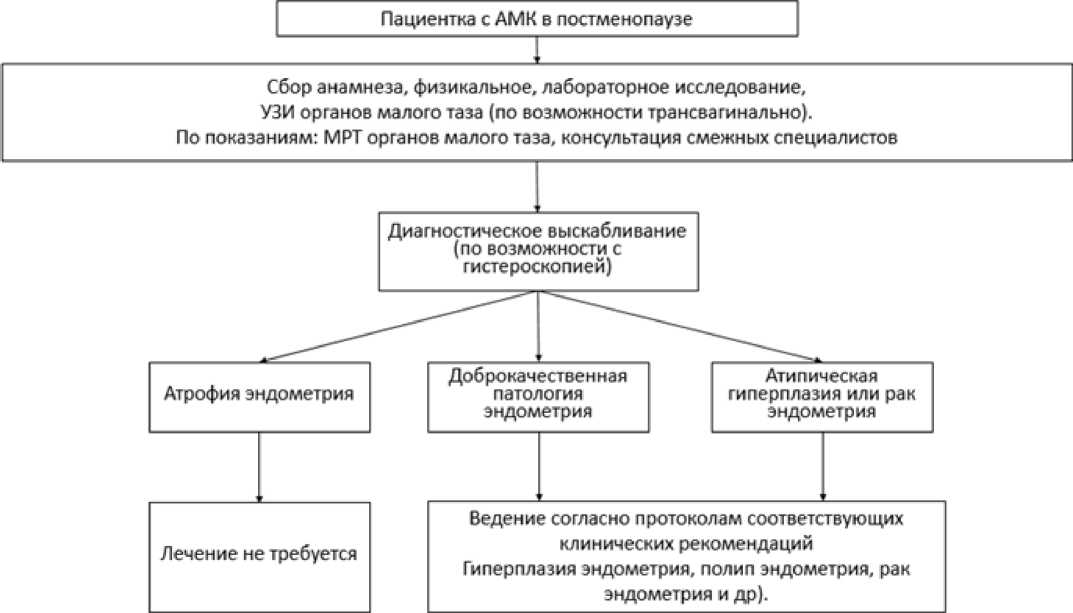 Пациентка с АМК в постменопаузе
Сбор анамнеза, физикальное, лабораторное исследование,
УЗИ органов малого таза (по возможности трансвагинально).
По показаниям: МРТ органов малого таза, консультация смежных специалистов
Диагностическое выскабливание
(по возможности с
гистероскопией)
Атрофия эндометрия
Доброкачественная
патология
эндометрия
Атипическая
гиперплазия или рак
эндометрия
Лечение не требуется
Ведение согласно протоколам соответствующих
клинических рекомендаций
Гиперплазия эндометрия, полип эндометрия, рак
эндометрия и др).